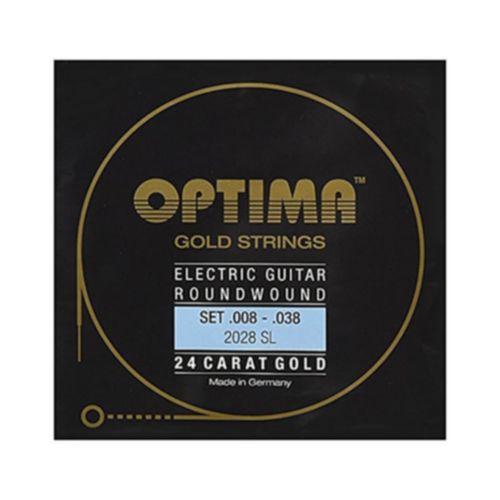 OPTIMA™
GOLD STRINGS
ELECTRIC GUITAR
ROUNDWOUND
SET .008 - .038
2028 SL
24 CARAT GOLD
Made in Germany